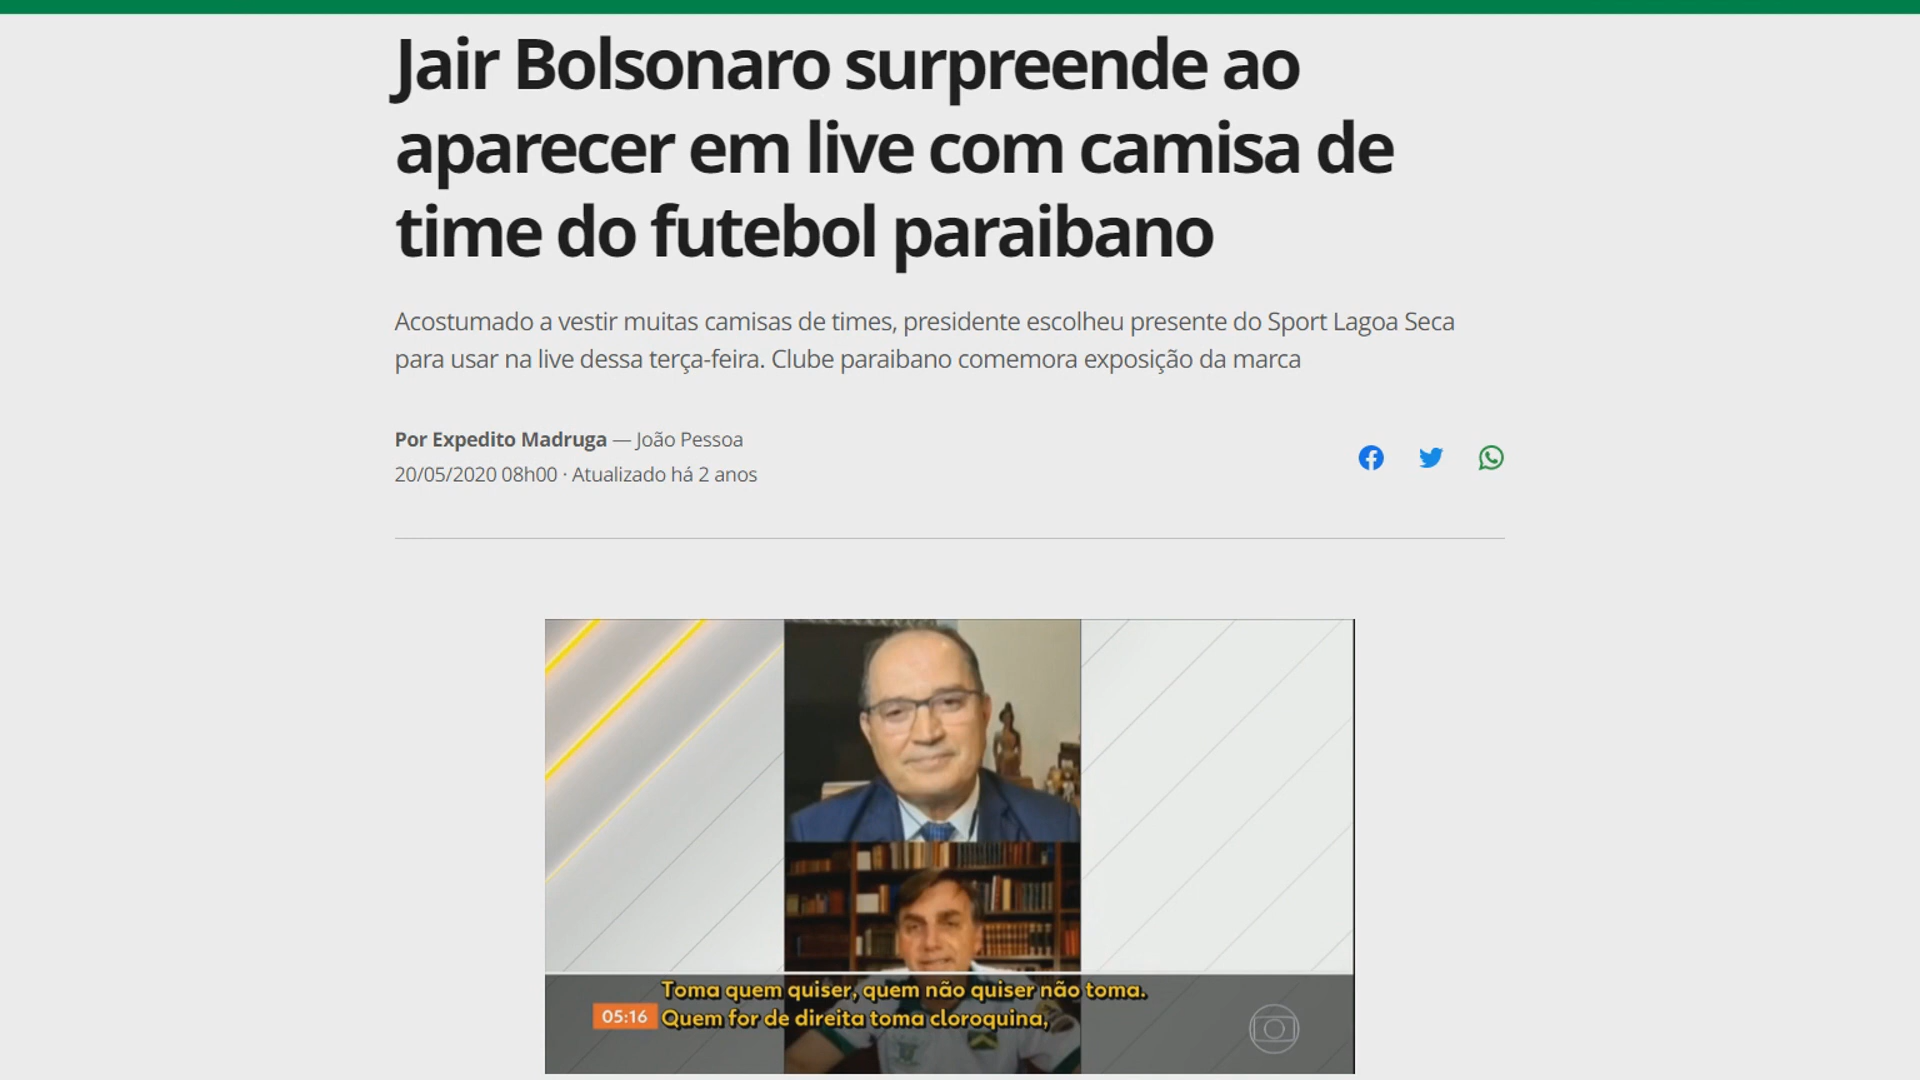 Jair Bolsonaro surpreende ao
aparecer em live com camisa de
time do futebol paraibano
Acostumado a vestir muitas camisas de times, presidente escolheu presente do Sport Lagoa Seca
para usar na live dessa terça-feira. Clube paraibano comemora exposição da marca
Por Expedito Madruga — João Pessoa
20/05/2020 08h00 · Atualizado há 2 anos
Toma quem quiser, quem não quiser não toma.
05:16 Quem for de direita toma cloroquina,